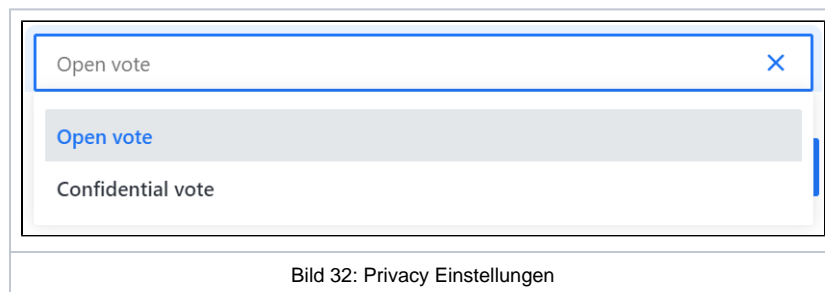 Open vote
Open vote
Confidential vote
Bild 32: Privacy Einstellungen